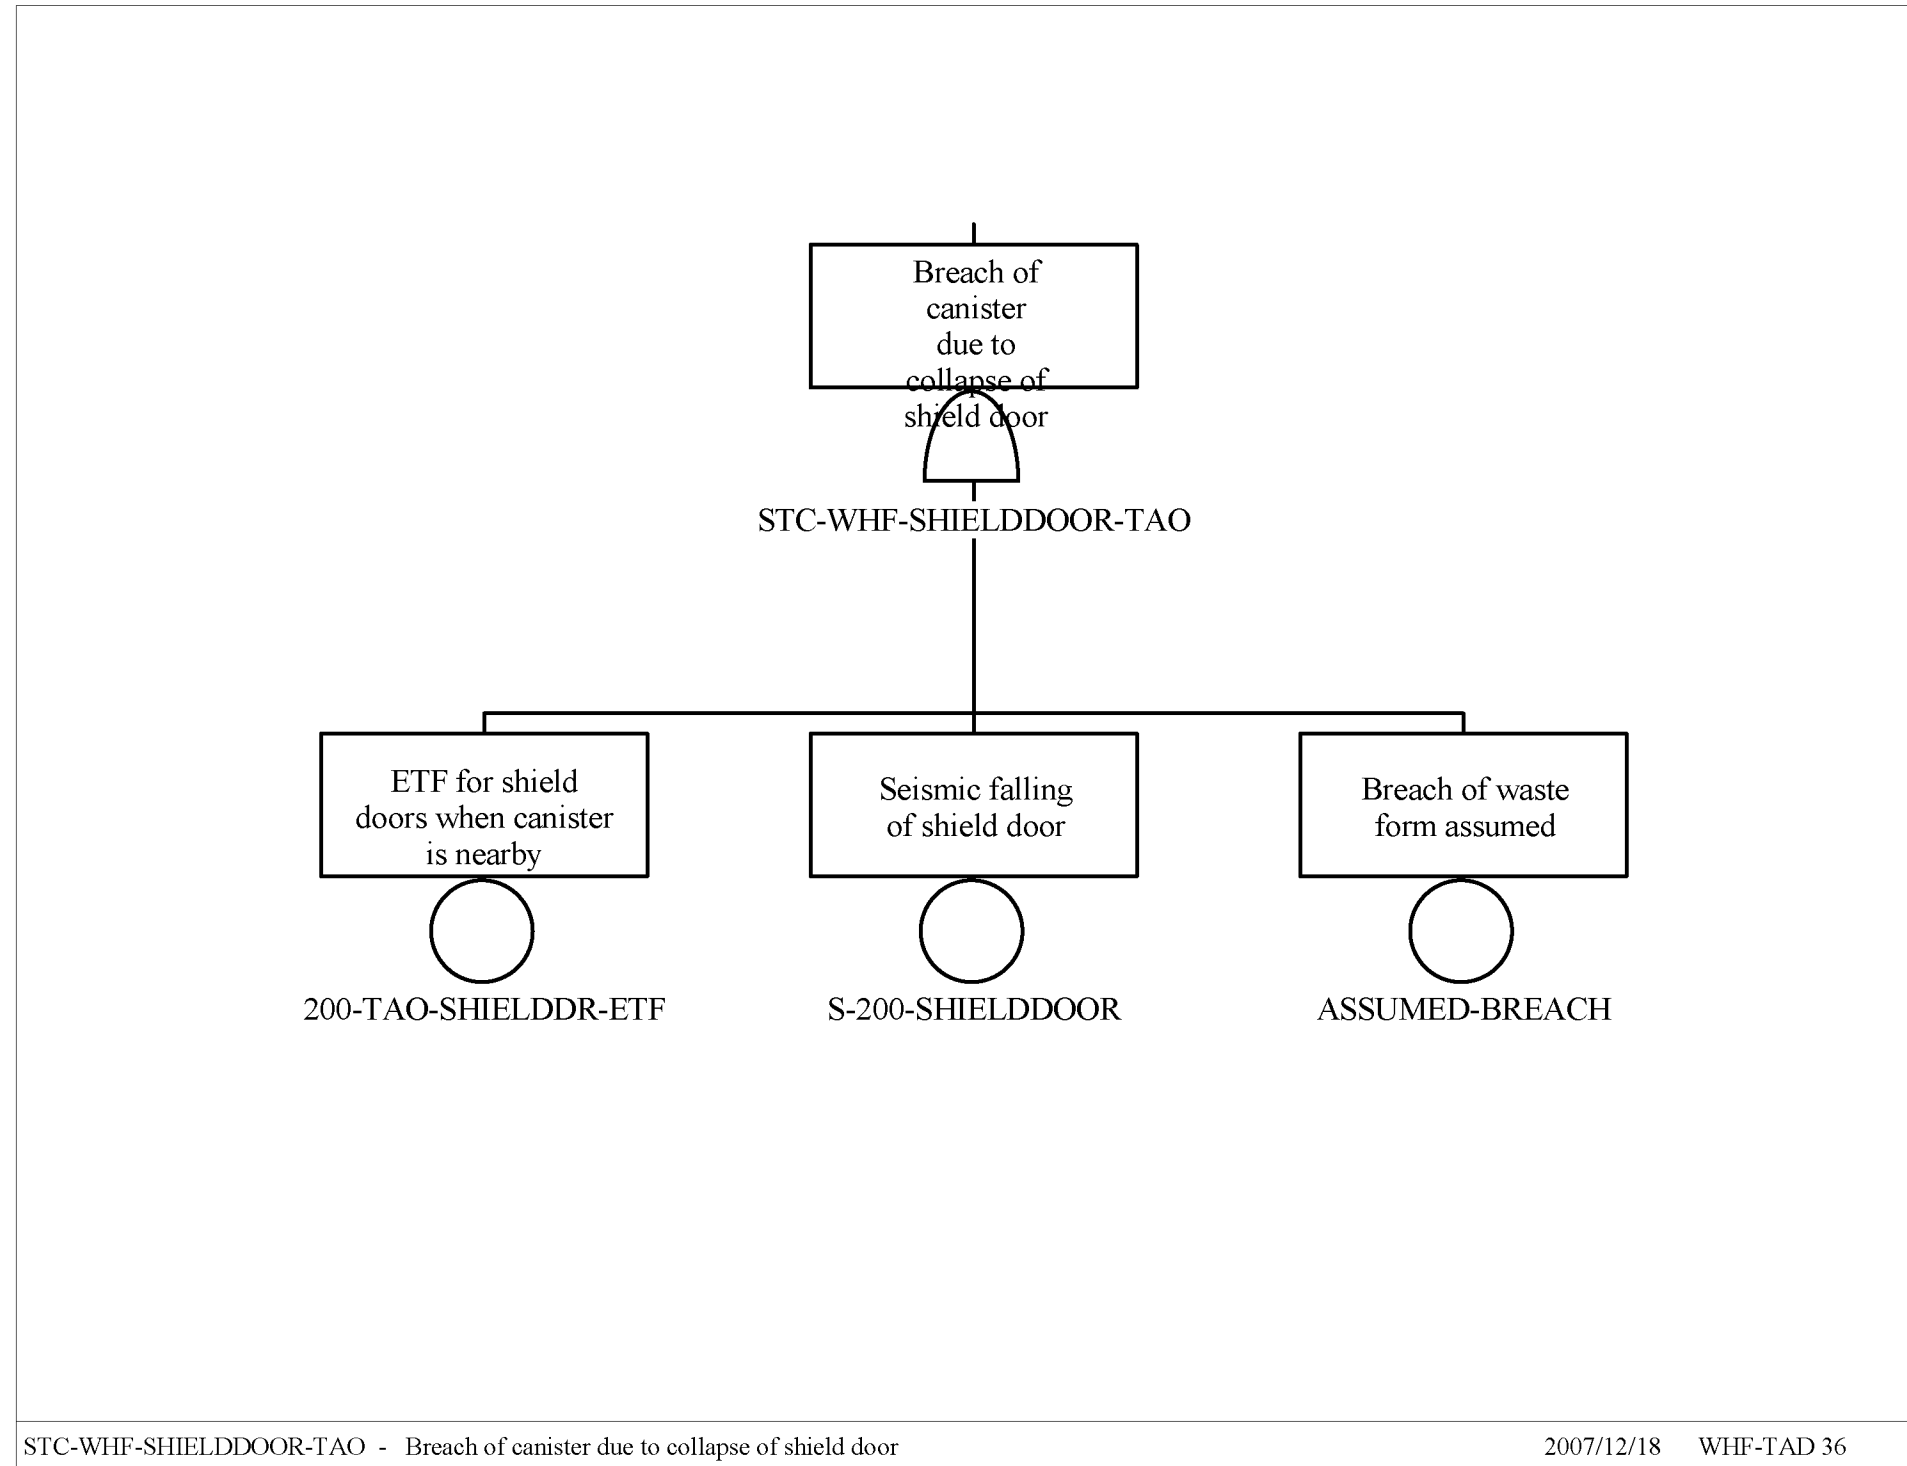 Breach of
canister
due to
collapse of
shield door
STC-WHF-SHIELDDOOR-TAO
ETF for shield
doors when canister
is nearby
200-TAO-SHIELDDR-ETF
Seismic falling
of shield door
S-200-SHIELDDOOR
Breach of waste
form assumed
ASSUMED-BREACH
STC-WHF-SHIELDDOOR-TAO - Breach of canister due to collapse of shield door
2007/12/18 WHF-TAD 36